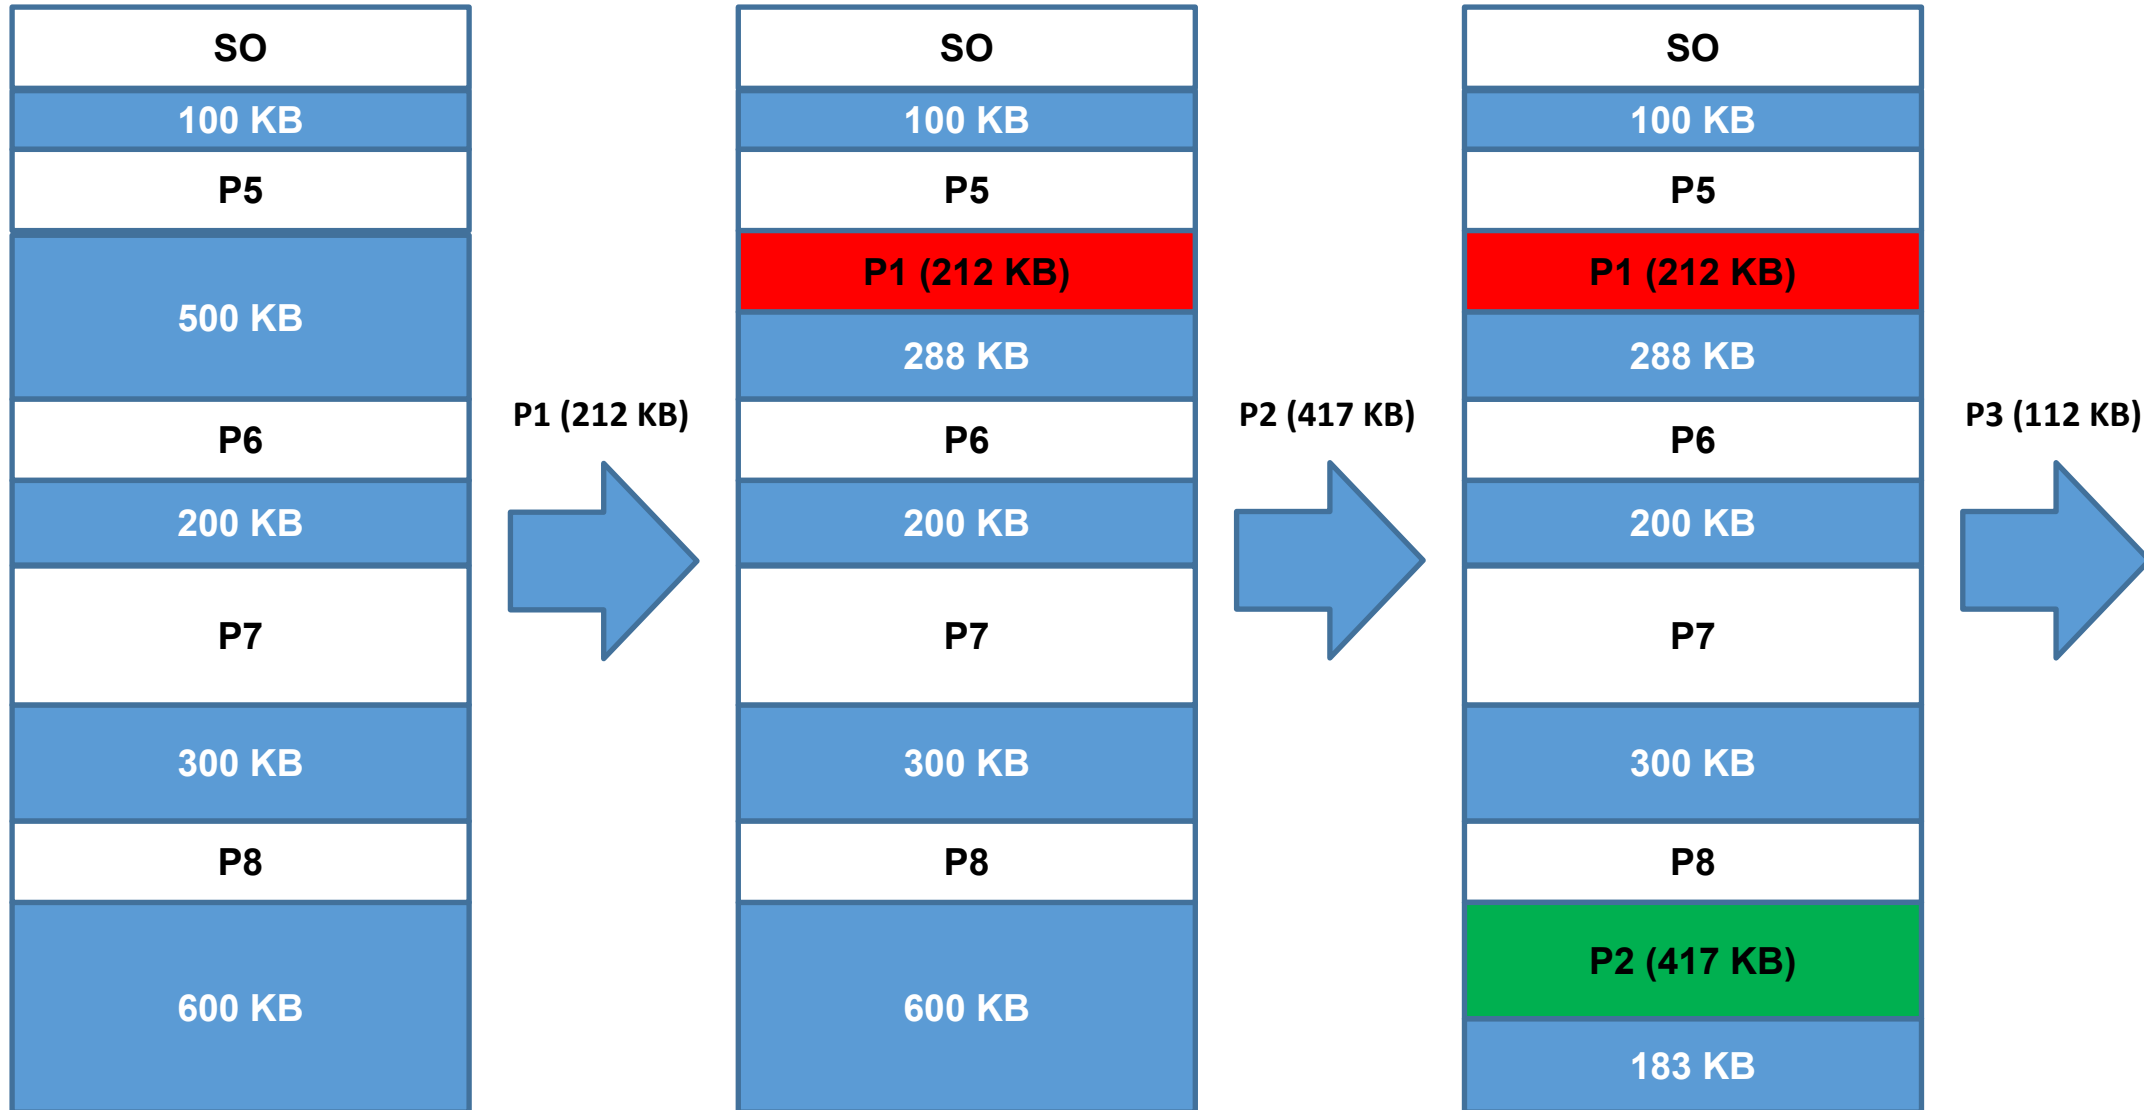 SO
100 KB
P5
500 KB
P6
200 KB
P7
300 KB
P8
600 KB
P1 (212 KB)
SO
100 KB
P5
P1 (212 KB)
288 KB
P6
200 KB
P7
300 KB
P8
600 KB
P2 (417 KB)
SO
100 KB
P5
P1 (212 KB)
288 KB
P6
200 KB
P7
300 KB
P8
P2 (417 KB)
183 KB
P3 (112 KB)